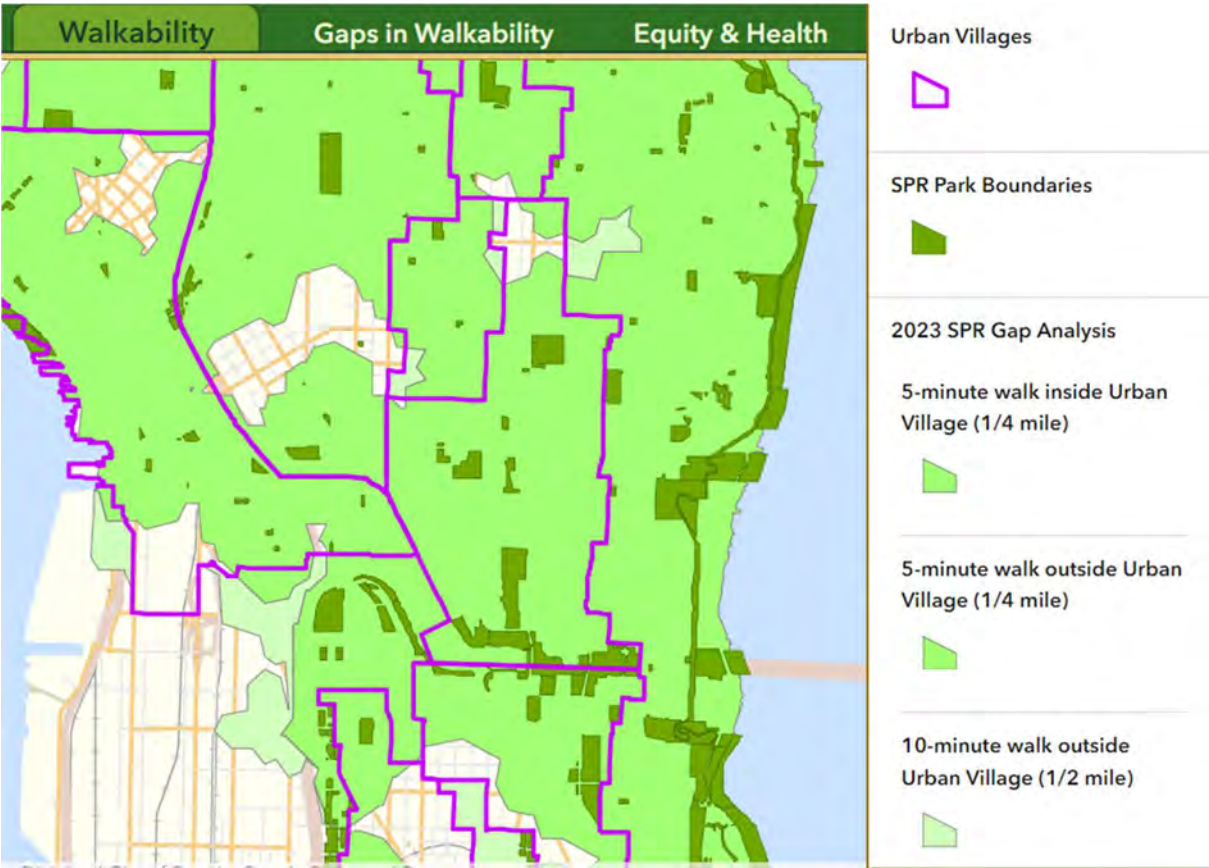 Walkability
Gaps in Walkability
Equity & Health
Urban Villages
SPR Park Boundaries
2023 SPR Gap Analysis
5-minute walk inside Urban
Village (1/4 mile)
5-minute walk outside Urban
Village (1/4 mile)
10-minute walk outside
Urban Village (1/2 mile)